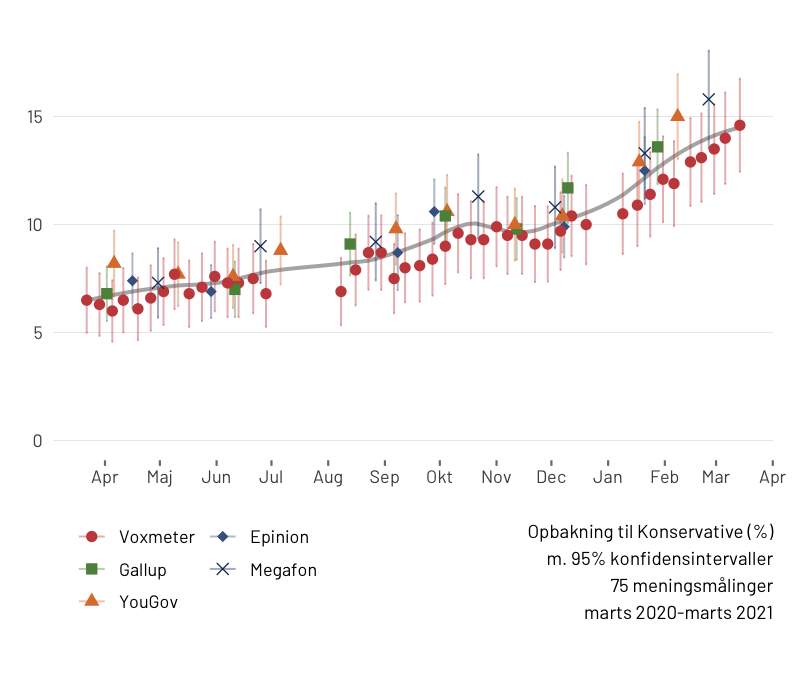 15
10
5
0
Apr Maj Jun Jul Aug Sep Okt Nov Dec Jan Feb Mar Apr
Voxmeter Epinion
Gallup Megafon
YouGov
Opbakning til Konservative (%)
m. 95% konfidensintervaller
75 meningsmålinger
marts 2020-marts 2021